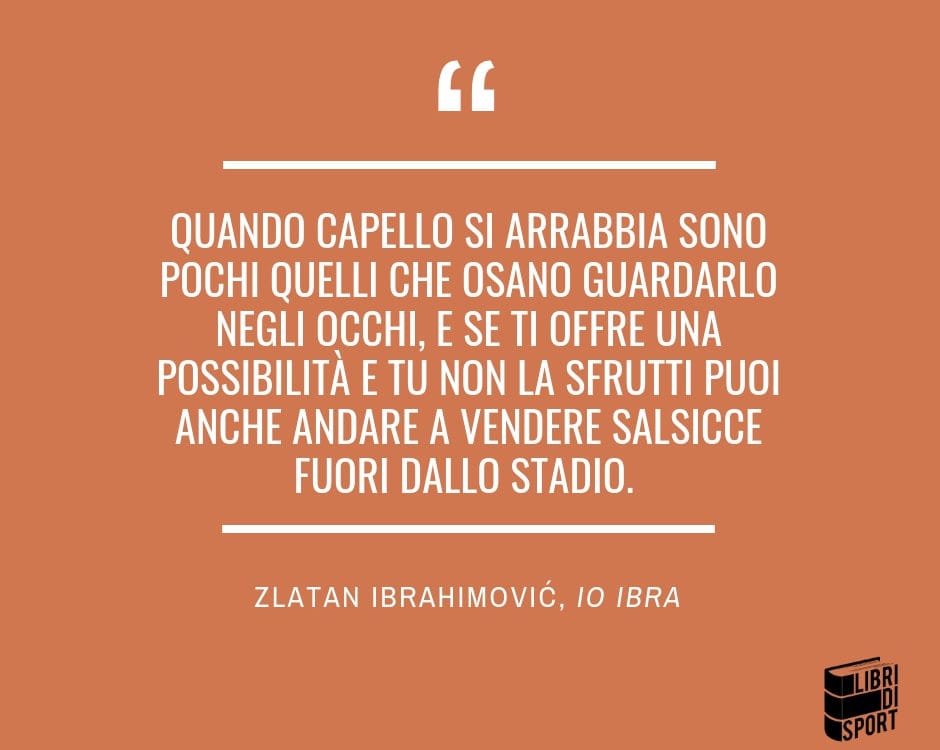 “
QUANDO CAPELLO SI ARRABBIA SONO
POCHI QUELLI CHE OSANO GUARDARLO
NEGLI OCCHI, E SE TI OFFRE UNA
POSSIBILITÀ E TU NON LA SFRUTTI PUOI
ANCHE ANDARE A VENDERE SALSICCE
FUORI DALLO STADIO.
ZLATAN IBRAHIMOVIĆ, IO IBRA
LIBRI
DI
SPORT